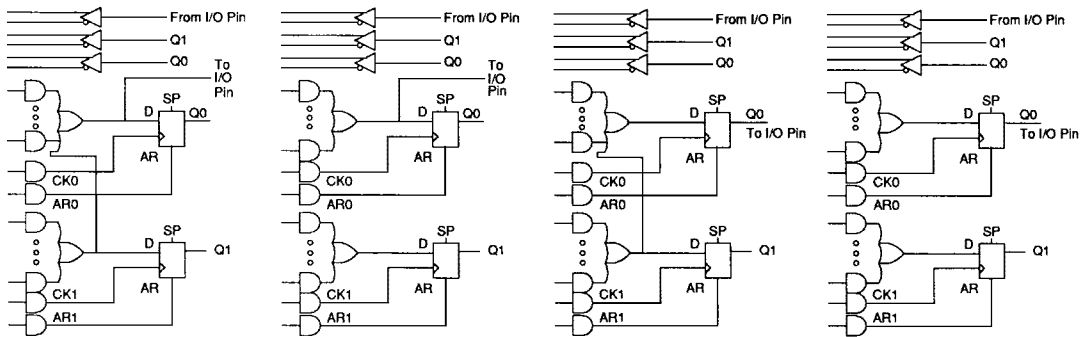 From I/O Pin
Q1
Q0
To
I/O
Pin
SP
D
Q0
AR
CK0
AR0
SP
D
Q1
AR
CK1
AR1
From I/O Pin
Q1
Q0
To
I/O
Pin
SP
D
Q0
AR
CK0
AR0
SP
D
Q1
AR
CK1
AR1
From I/O Pin
Q1
Q0
SP
D
Q0
To I/O Pin
AR
CK0
AR0
SP
D
Q1
AR
CK1
AR1
From I/O Pin
Q1
Q0
SP
D
Q0
To I/O Pin
AR
CK0
AR0
SP
D
Q1
AR
CK1
AR1